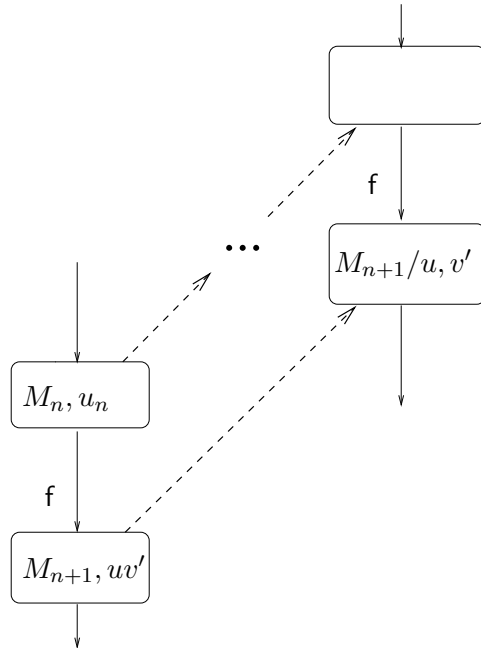 f
...
M_{n+1}/u, v'
M_n, u_n
f
M_{n+1}, uv'